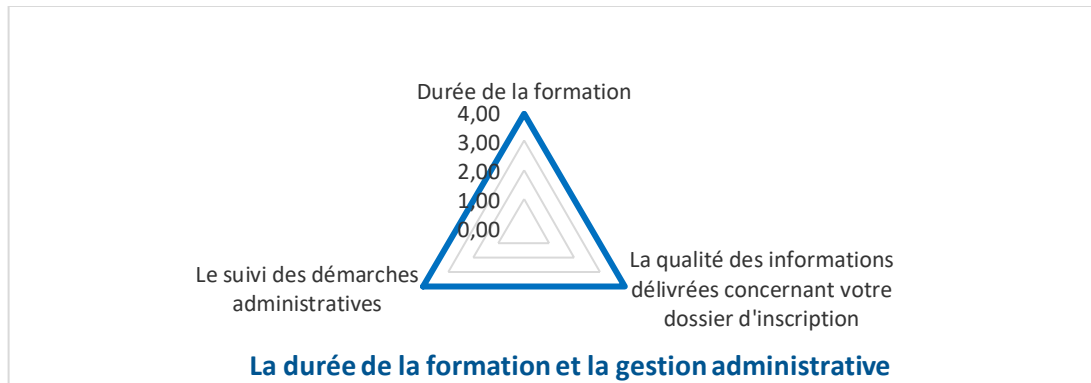 Durée de la formation
4,00
3,00
2,00
1,00
0,00
Le suivi des démarches
administratives
La qualité des informations
délivrées concernant votre
dossier d'inscription
La durée de la formation et la gestion administrative